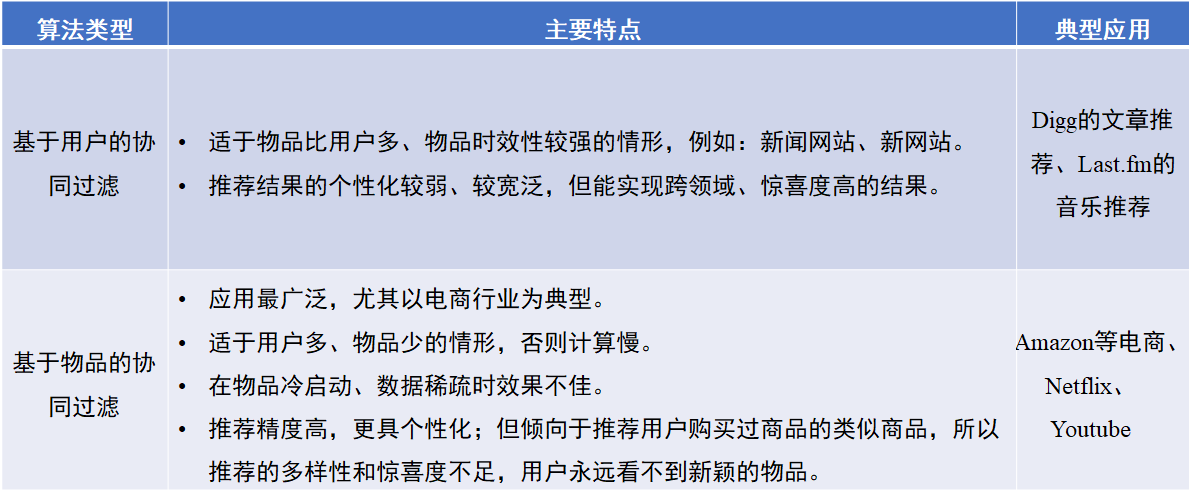 算法类型
主要特点
典型应用
基于用户的协
同过滤
• 适于物品比用户多、物品时效性较强的情形，例如：新闻网站、新网站。
• 推荐结果的个性化较弱、较宽泛，但能实现跨领域、惊喜度高的结果。
Digg的文章推
荐、Last.fm的
音乐推荐
基于物品的协
同过滤
• 应用最广泛，尤其以电商行业为典型。
• 适于用户多、物品少的情形，否则计算慢。
• 在物品冷启动、数据稀疏时效果不佳。
• 推荐精度高，更具个性化；但倾向于推荐用户购买过商品的类似商品，所以
推荐的多样性和惊喜度不足，用户永远看不到新颖的物品。
Amazon等电商、
Netflix、
Youtube